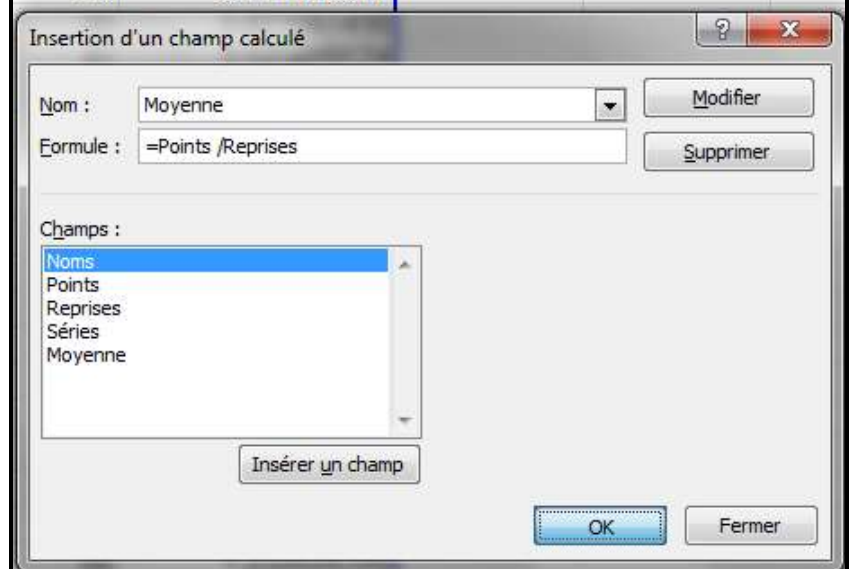 Insertion d'un champ calculé
Nom : Moyenne Modifier
Formule : =Points /Reprises Supprimer
Champs :
Noms
Points
Reprises
Séries
Moyenne
Insérer un champ
OK Fermer